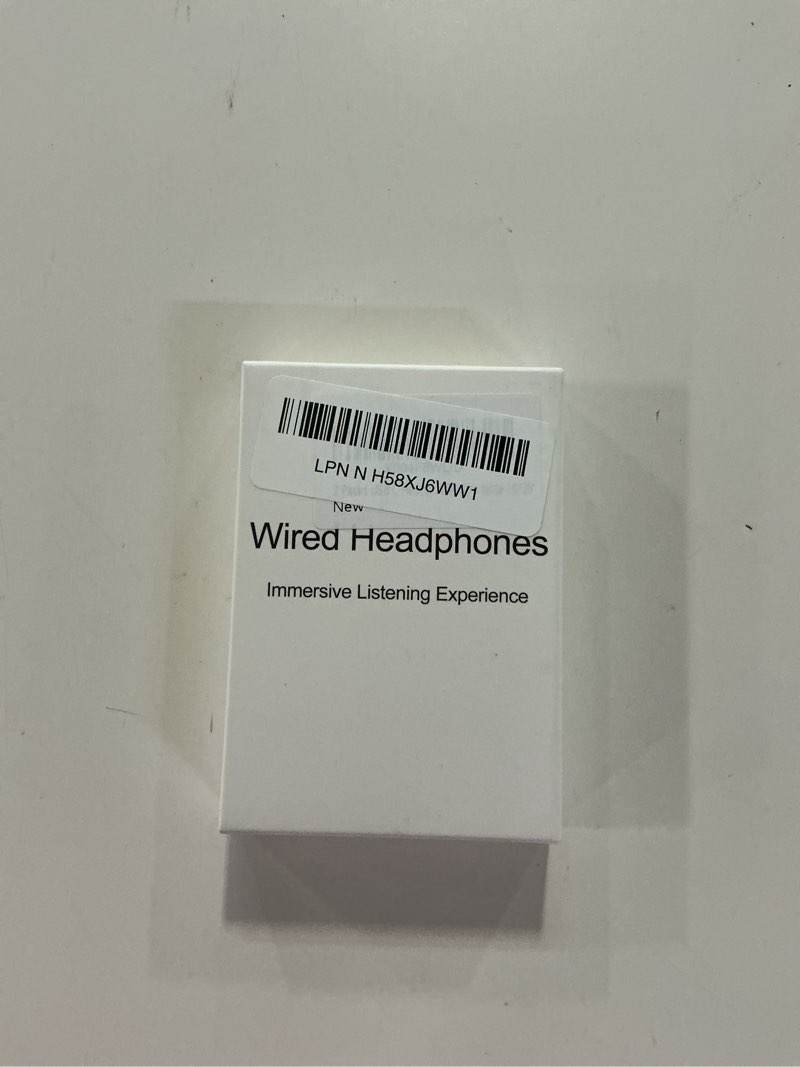 LPN N H58XJ6WW1
New
Wired Headphones
Immersive Listening Experience